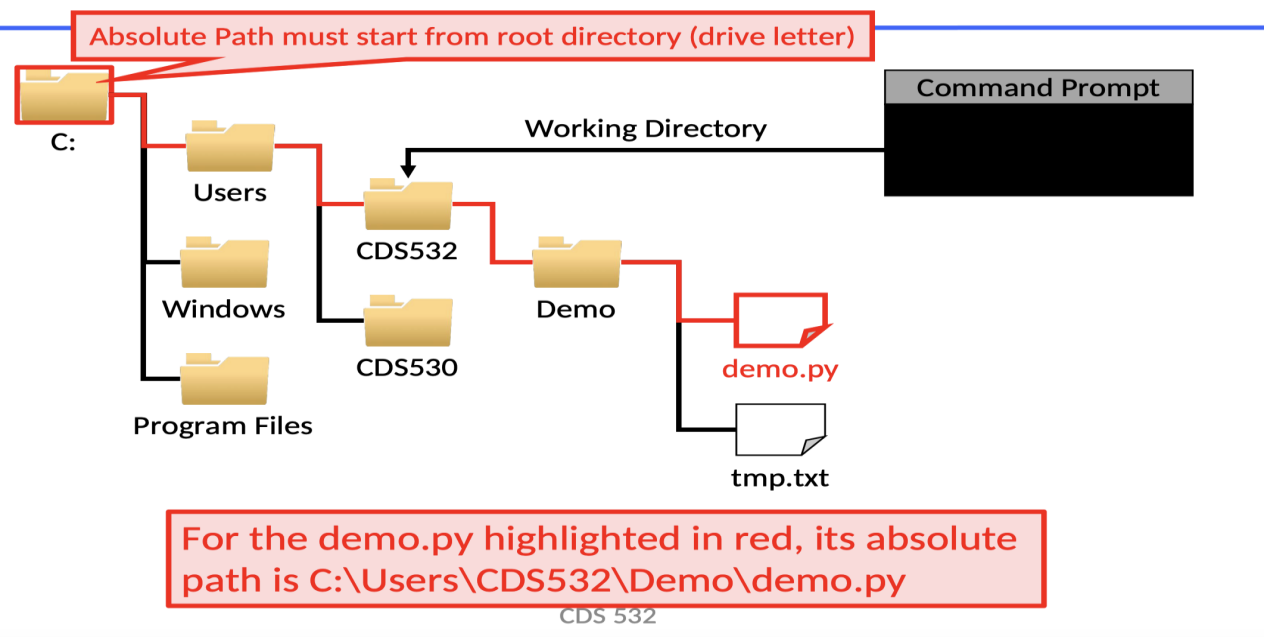 Absolute Path must start from root directory (drive letter)
Command Prompt
C:
Working Directory
Users
CDS532
Windows
Demo
CDS530
demo.py
Program Files
tmp.txt
For the demo.py highlighted in red, its absolute
path is C:\Users\CDS532\Demo\demo.py
CDS 532